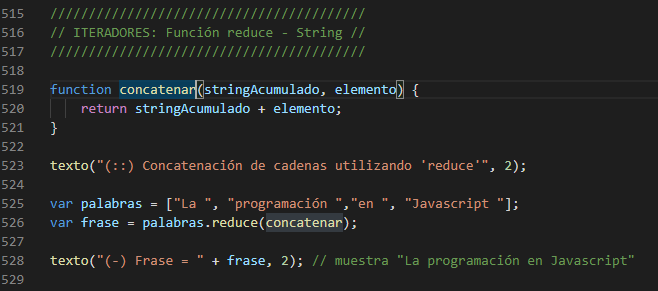 515 ////////////////////////////////////////
516 // ITERADORES: Función reduce - String //
517 ////////////////////////////////////////
518
519 function concatenar(stringAcumulado, elemento) {
520     return stringAcumulado + elemento;
521 }
522
523 texto("(::) Concatenación de cadenas utilizando 'reduce'", 2);
524
525 var palabras = ["La ", "programación ","en ", "Javascript "];
526 var frase = palabras.reduce(concatenar);
527
528 texto("(-) Frase = " + frase, 2); // muestra "La programación en Javascript"
529